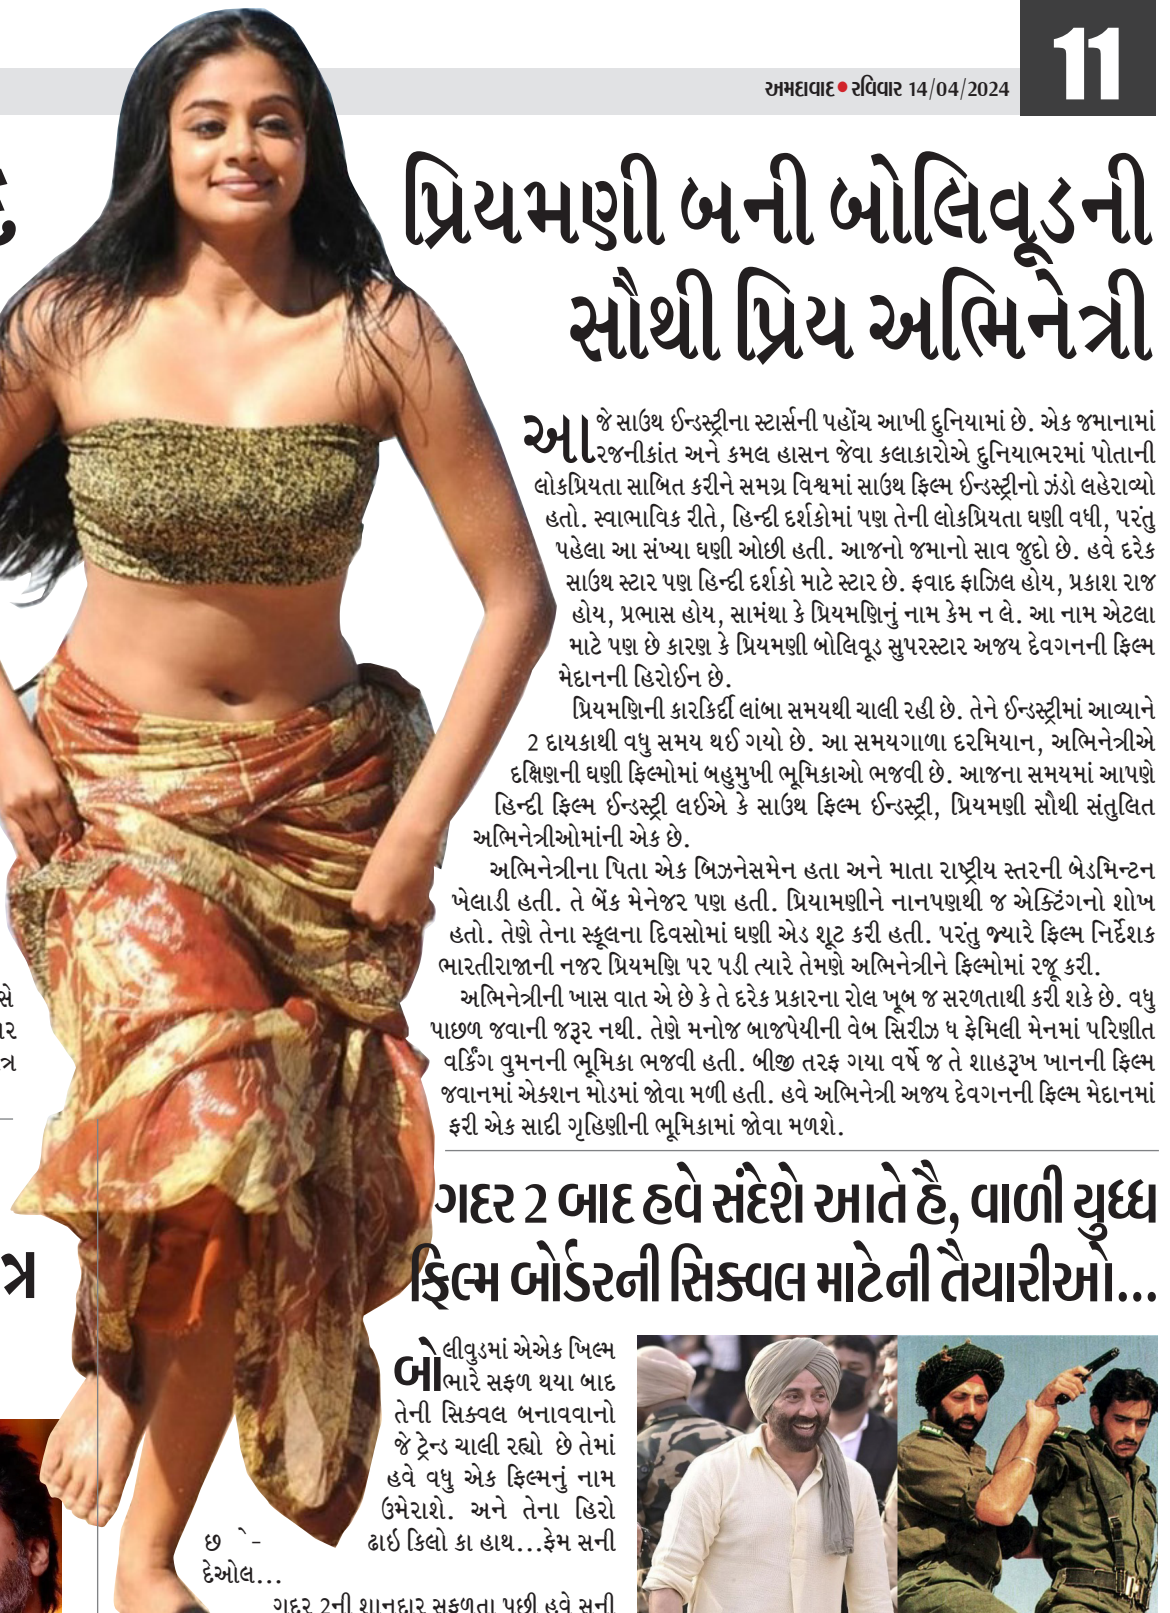 અમદાવાદ ● રવિવાર 14/04/2024
11
પ્રિયમણી બની બોલિવૂડની
સૌથી પ્રિય અભિનેત્રી
આજે સાઉથ ઈન્ડસ્ટ્રીના સ્ટાર્સની પહોંચ આખી દુનિયામાં છે. એક જમાનામાં
રજનીકાંત અને કમલ હાસન જેવા કલાકારોએ દુનિયાભરમાં પોતાની
લોકપ્રિયતા સાબિત કરીને સમગ્ર વિશ્વમાં સાઉથ ફિલ્મ ઈન્ડસ્ટ્રીનો ઝંડો લહેરાવ્યો
હતો. સ્વાભાવિક રીતે, હિન્દી દર્શકોમાં પણ તેની લોકપ્રિયતા ઘણી વધી, પરંતુ
પહેલા આ સંખ્યા ઘણી ઓછી હતી. આજનો જમાનો સાવ જુદો છે. હવે દરેક
સાઉથ સ્ટાર પણ હિન્દી દર્શકો માટે સ્ટાર છે. ફવાદ ફાઝિલ હોય, પ્રકાશ રાજ
હોય, પ્રભાસ હોય, સામંથા કે પ્રિયમણિનું નામ કેમ ન લે. આ નામ એટલા
માટે પણ છે કારણ કે પ્રિયમણી બોલિવૂડ સુપરસ્ટાર અજય દેવગનની ફિલ્મ
મેદાનની હિરોઈન છે.
પ્રિયમણિની કારકિર્દી લાંબા સમયથી ચાલી રહી છે. તેને ઈન્ડસ્ટ્રીમાં આવ્યાને
2 દાયકાથી વધુ સમય થઈ ગયો છે. આ સમયગાળા દરમિયાન, અભિનેત્રીએ
દક્ષિણની ઘણી ફિલ્મોમાં બહુમુખી ભૂમિકાઓ ભજવી છે. આજના સમયમાં આપણે
હિન્દી ફિલ્મ ઈન્ડસ્ટ્રી લઈએ કે સાઉથ ફિલ્મ ઈન્ડસ્ટ્રી, પ્રિયમણી સૌથી સંતુલિત
અભિનેત્રીઓમાંની એક છે.
અભિનેત્રીના પિતા એક બિઝનેસમેન હતા અને માતા રાષ્ટ્રીય સ્તરની બેડમિન્ટન
ખેલાડી હતી. તે બેંક મેનેજર પણ હતી. પ્રિયામણીને નાનપણથી જ એક્ટિંગનો શોખ
હતો. તેણે તેના સ્કૂલના દિવસોમાં ઘણી એડ શૂટ કરી હતી. પરંતુ જ્યારે ફિલ્મ નિર્દેશક
ભારતીરાજાની નજર પ્રિયમણિ પર પડી ત્યારે તેમણે અભિનેત્રીને ફિલ્મોમાં રજૂ કરી.
અભિનેત્રીની ખાસ વાત એ છે કે તે દરેક પ્રકારના રોલ ખૂબ જ સરળતાથી કરી શકે છે. વધુ
પાછળ જવાની જરૂર નથી. તેણે મનોજ બાજપેયીની વેબ સિરીઝ ધ ફેમિલી મેનમાં પરિણીત
વર્કિંગ વુમનની ભૂમિકા ભજવી હતી. બીજી તરફ ગયા વર્ષે જ તે શાહરૂખ ખાનની ફિલ્મ
જવાનમાં એક્શન મોડમાં જોવા મળી હતી. હવે અભિનેત્રી અજય દેવગનની ફિલ્મ મેદાનમાં
ફરી એક સાદી ગૃહિણીની ભૂમિકામાં જોવા મળશે.
ગદર 2 બાદ હવે સંદેશે આતે હૈ, વાળી યુધ્ધ
ફિલ્મ બોર્ડરની સિક્વલ માટેની તૈયારીઓ...
બોલીવુડમાં એએક ખિલ્મ
ભારે સફળ થયા બાદ
તેની સિક્વલ બનાવવાનો
જે ટ્રેન્ડ ચાલી રહ્યો છે તેમાં
હવે વધુ એક ફિલ્મનું નામ
ઉમેરાશે. અને તેના હિરો
છે- ઢાઇ કિલો કા હાથ...ફેમ સની
દેઓલ...
ગદર 2ની શાનદાર સફળતા પછી હવે સની